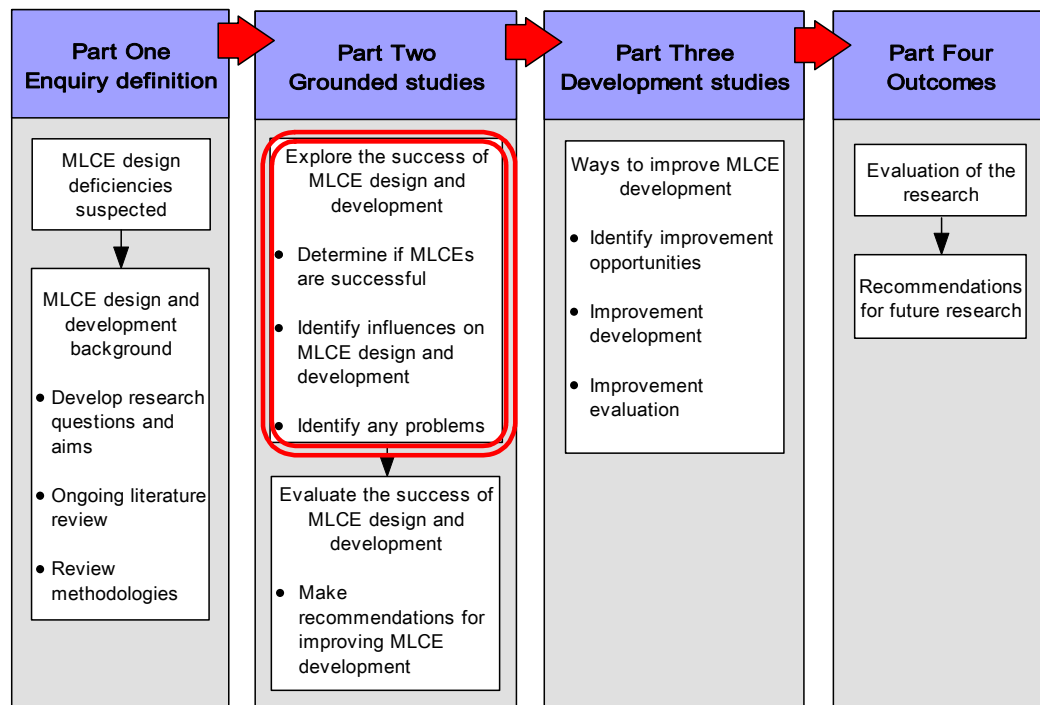 Part One
Enquiry definition
MLCE design
deficiencies
suspected
MLCE design and
development
background
• Develop research
questions and
aims
• Ongoing literature
review
• Review
methodologies
Part Two
Grounded studies
Explore the success of
MLCE design and
development
• Determine if MLCEs
are successful
• Identify influences on
MLCE design and
development
• Identify any problems
Evaluate the success of
MLCE design and
development
• Make
recommendations for
improving MLCE
development
Part Three
Development studies
Ways to improve MLCE
development
• Identify improvement
opportunities
• Improvement
development
• Improvement
evaluation
Part Four
Outcomes
Evaluation of the
research
Recommendations
for future research